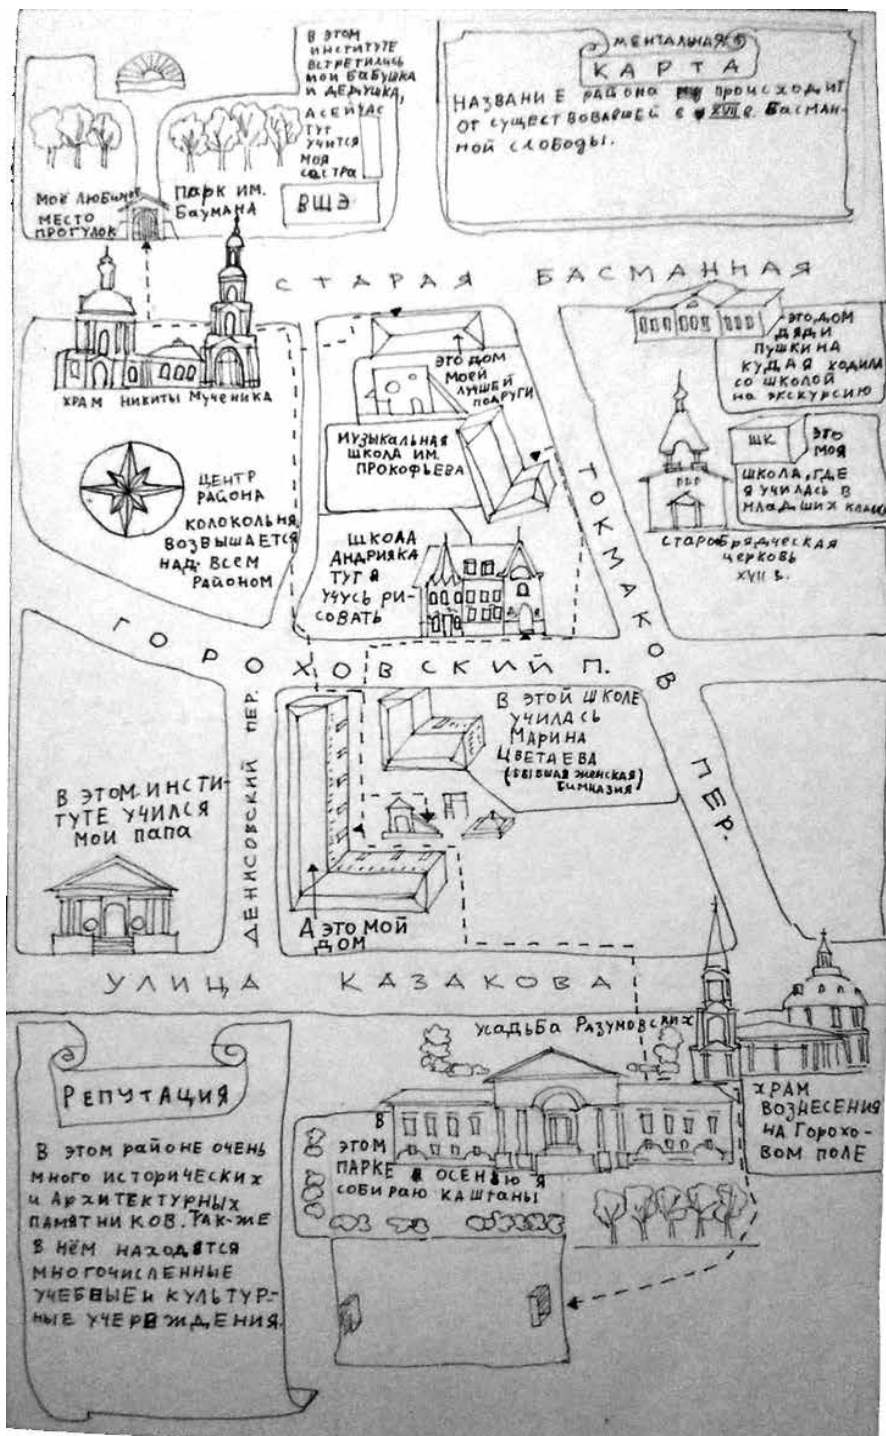 В ЭТОМ
ИНСТИТУТЕ
ВСТРЕТИЛИСЬ
МОИ БАБУШКА
И ДЕДУШКА,
А СЕЙЧАС
ТУТ
УЧИТСЯ
МОЯ
СЕСТРА
ВШЭ
МЕНТАЛЬНАЯ
КАРТА
НАЗВАНИЕ РАЙОНА ПРОИСХОДИТ
ОТ СУЩЕСТВОВАВШЕЙ В XVII в. БАСМАН-
НОЙ СЛОБОДЫ.
МОЁ ЛЮБИМОЕ
МЕСТО
ПРОГУЛОК
ПАРК ИМ.
БАУМАНА
СТАРАЯ БАСМАННАЯ
ХРАМ НИКИТЫ МУЧЕНИКА
ЭТО ДОМ
МОЕЙ
ЛУЧШЕЙ
ПОДРУГИ
ЭТО ДОМ
ДЯДИ
ПУШКИНА
КУДА Я ХОДИЛА
СО ШКОЛОЙ
НА ЭКСКУРСИЮ
МУЗЫКАЛЬНАЯ
ШКОЛА ИМ.
ПРОКОФЬЕВА
ШК
ЭТО
МОЯ
ШКОЛА, ГДЕ
Я УЧИЛАСЬ В
МЛАДШИХ КЛАСС
СТАРОБРЯДЧЕСКАЯ
ЦЕРКОВЬ
XVII в.
ЦЕНТР
РАЙОНА
КОЛОКОЛЬНЯ
ВОЗВЫШАЕТСЯ
НАД ВСЕМ
РАЙОНОМ
ШКОЛА
АНДРИЯКА
ТУТ Я
УЧУСЬ РИ-
СОВАТЬ
ТОКМАКОВ ПЕР.
ГОРОХОВСКИЙ П.
ДЕНИСОВСКИЙ ПЕР.
В ЭТОЙ ШКОЛЕ
УЧИЛАСЬ
МАРИНА
ЦВЕТАЕВА
(БЫВШАЯ ЖЕНСКАЯ
ГИМНАЗИЯ)
В ЭТОМ ИНСТИ-
ТУТЕ УЧИЛСЯ
МОЙ ПАПА
А ЭТО МОЙ
ДОМ
УЛИЦА КАЗАКОВА
УСАДЬБА РАЗУМОВСКИХ
ХРАМ
ВОЗНЕСЕНИЯ
НА ГОРОХО-
ВОМ ПОЛЕ
В
ЭТОМ
ПАРКЕ ОСЕНЬЮ Я
СОБИРАЮ КАШТАНЫ
РЕПУТАЦИЯ
В ЭТОМ РАЙОНЕ ОЧЕНЬ
МНОГО ИСТОРИЧЕСКИХ
И АРХИТЕКТУРНЫХ
ПАМЯТНИКОВ. ТАК-ЖЕ
В НЁМ НАХОДЯТСЯ
МНОГОЧИСЛЕННЫЕ
УЧЕБНЫЕ И КУЛЬТУР-
НЫЕ УЧЕРЕЖДЕНИЯ.